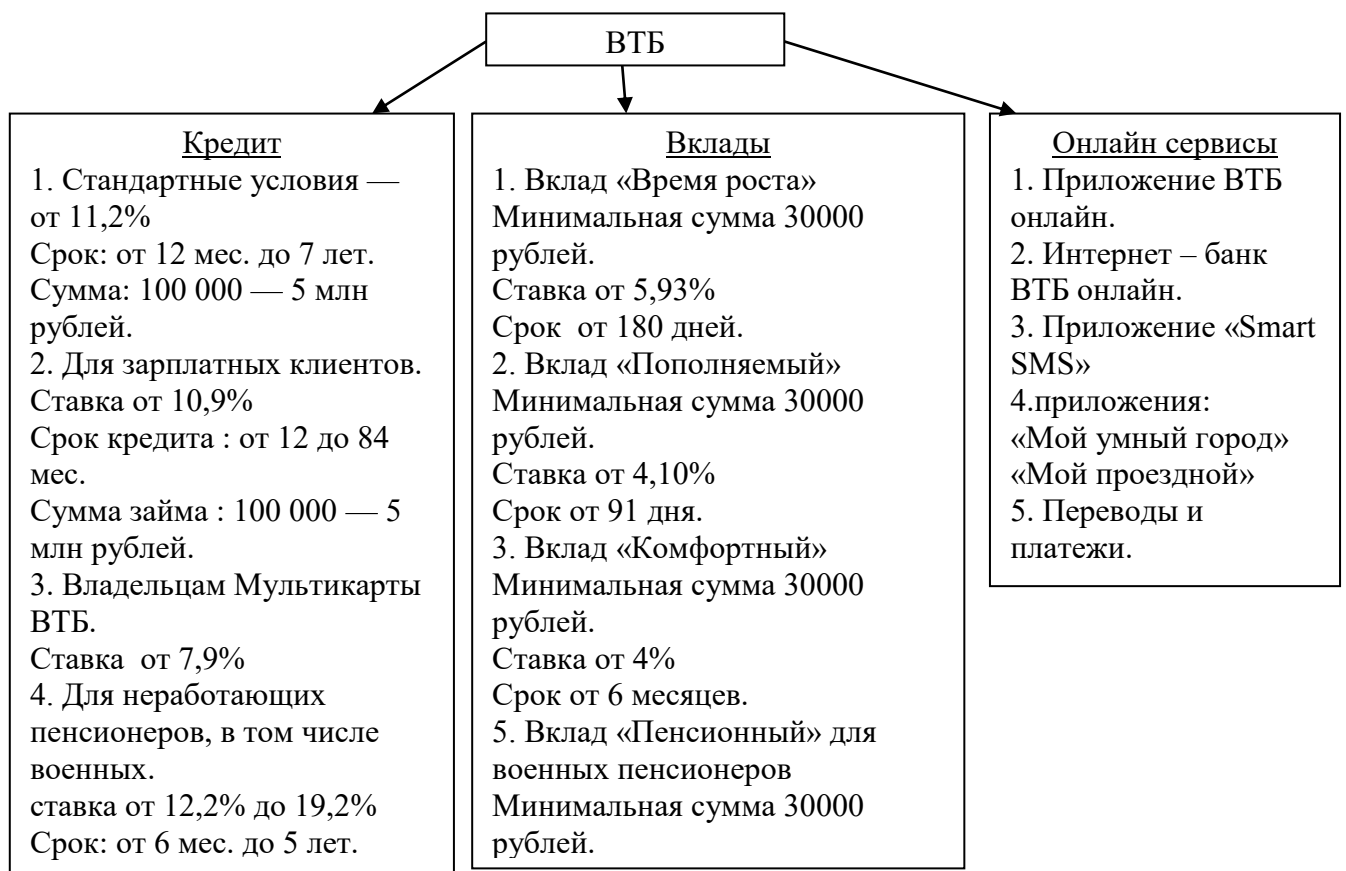 ВТБ
Кредит
1. Стандартные условия —
от 11,2%
Срок: от 12 мес. до 7 лет.
Сумма: 100 000 — 5 млн
рублей.
2. Для зарплатных клиентов.
Ставка от 10,9%
Срок кредита : от 12 до 84
мес.
Сумма займа : 100 000 — 5
млн рублей.
3. Владельцам Мультикарты
ВТБ.
Ставка  от 7,9%
4. Для неработающих
пенсионеров, в том числе
военных.
ставка от 12,2% до 19,2%
Срок: от 6 мес. до 5 лет.
Вклады
1. Вклад «Время роста»
Минимальная сумма 30000
рублей.
Ставка от 5,93%
Срок  от 180 дней.
2. Вклад «Пополняемый»
Минимальная сумма 30000
рублей.
Ставка от 4,10%
Срок от 91 дня.
3. Вклад «Комфортный»
Минимальная сумма 30000
рублей.
Ставка от 4%
Срок от 6 месяцев.
5. Вклад «Пенсионный» для
военных пенсионеров
Минимальная сумма 30000
рублей.
Онлайн сервисы
1. Приложение ВТБ
онлайн.
2. Интернет – банк
ВТБ онлайн.
3. Приложение «Smart
SMS»
4.приложения:
«Мой умный город»
«Мой проездной»
5. Переводы и
платежи.